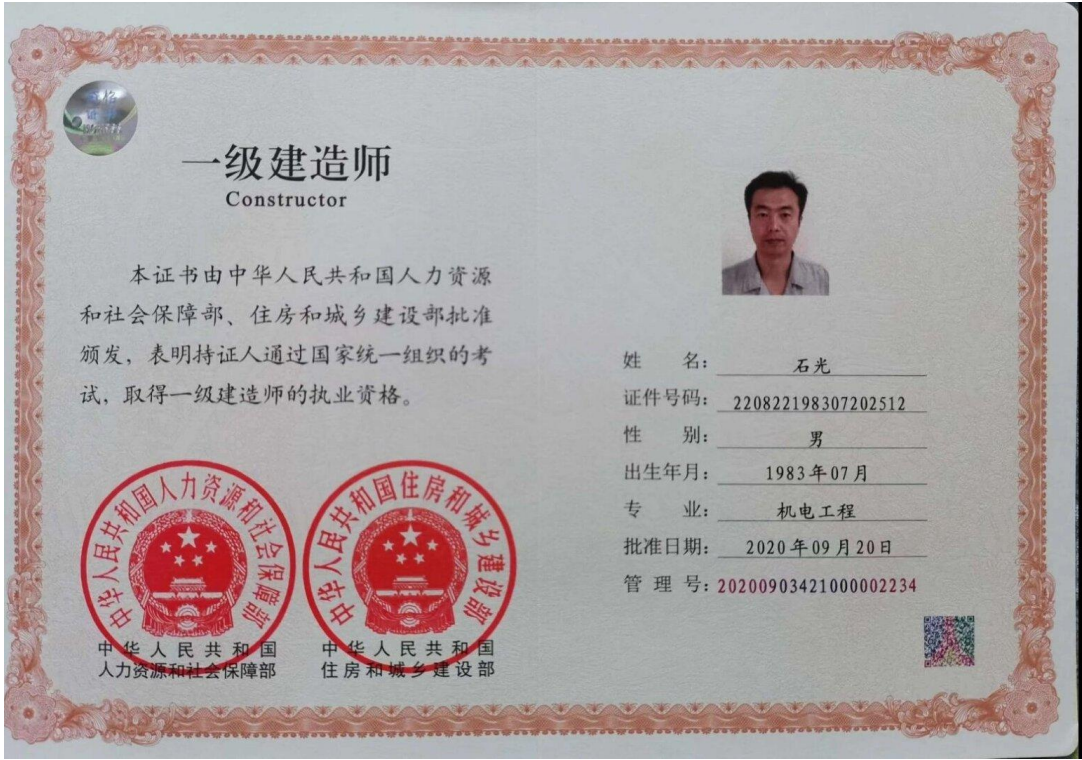 一级建造师
Constructor
本证书由中华人民共和国人力资源
和社会保障部、住房和城乡建设部批准
颁发，表明持证人通过国家统一组织的考
试，取得一级建造师的执业资格。
中华人民共和国人力资源和社会保障部
中华人民共和国住房和城乡建设部
中华人民共和国
人力资源和社会保障部
中华人民共和国
住房和城乡建设部
姓 名：石光
证件号码：220822198307202512
性 别：男
出生年月：1983年07月
专 业：机电工程
批准日期：2020年09月20日
管 理 号：20200903421000002234